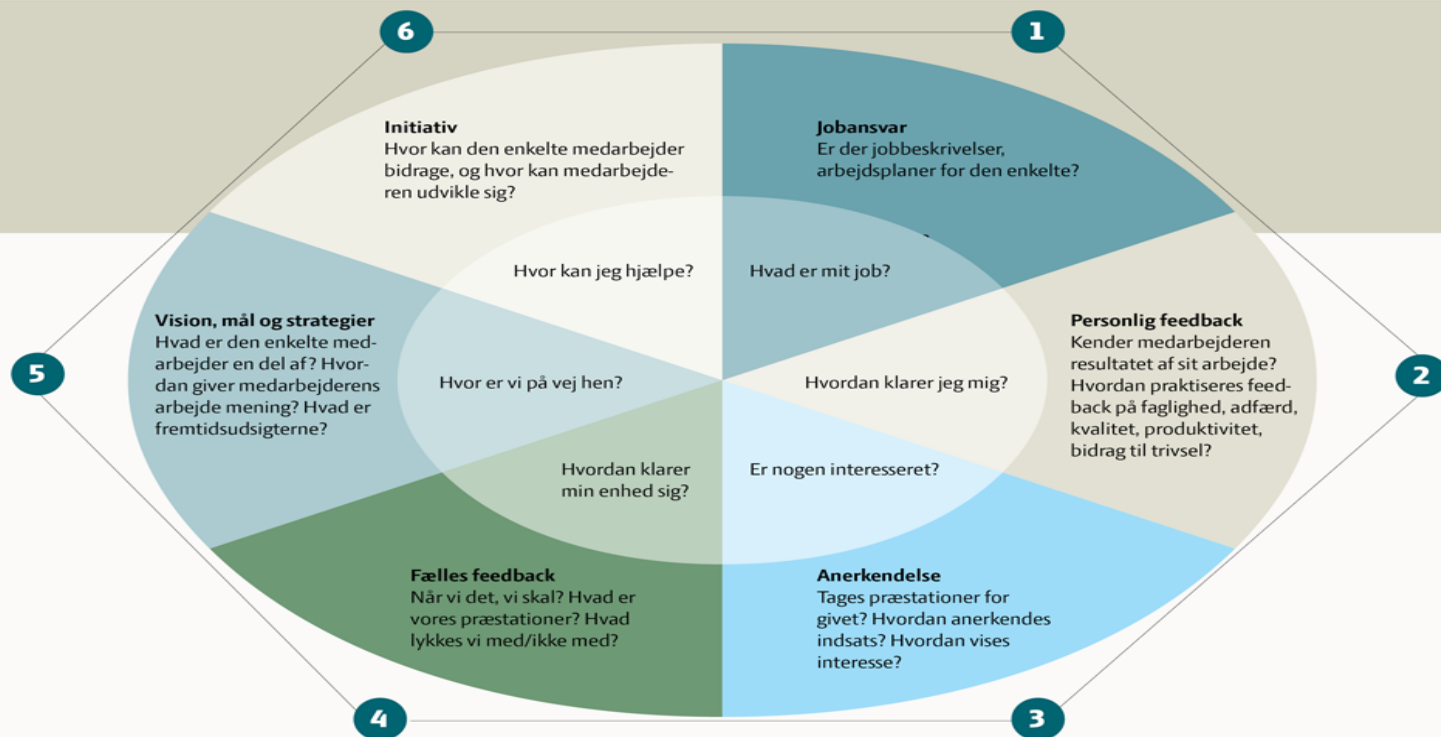 6
1
Initiativ
Hvor kan den enkelte medarbejder
bidrage, og hvor kan medarbejde-
ren udvikle sig?
Jobansvar
Er der jobbeskrivelser,
arbejdsplaner for den enkelte?
Hvor kan jeg hjælpe?
Hvad er mit job?
Vision, mål og strategier
Hvad er den enkelte med-
arbejder en del af? Hvor-
dan giver medarbejderens
arbejde mening? Hvad er
fremtidsudsigterne?
Personlig feedback
Kender medarbejderen
resultatet af sit arbejde?
Hvordan praktiseres feed-
back på faglighed, adfærd,
kvalitet, produktivitet,
bidrag til trivsel?
5
Hvor er vi på vej hen?
Hvordan klarer jeg mig?
2
Hvordan klarer
min enhed sig?
Er nogen interesseret?
Fælles feedback
Når vi det, vi skal? Hvad er
vores præstationer? Hvad
lykkes vi med/ikke med?
Anerkendelse
Tages præstationer for
givet? Hvordan anerkendes
indsats? Hvordan vises
interesse?
4
3